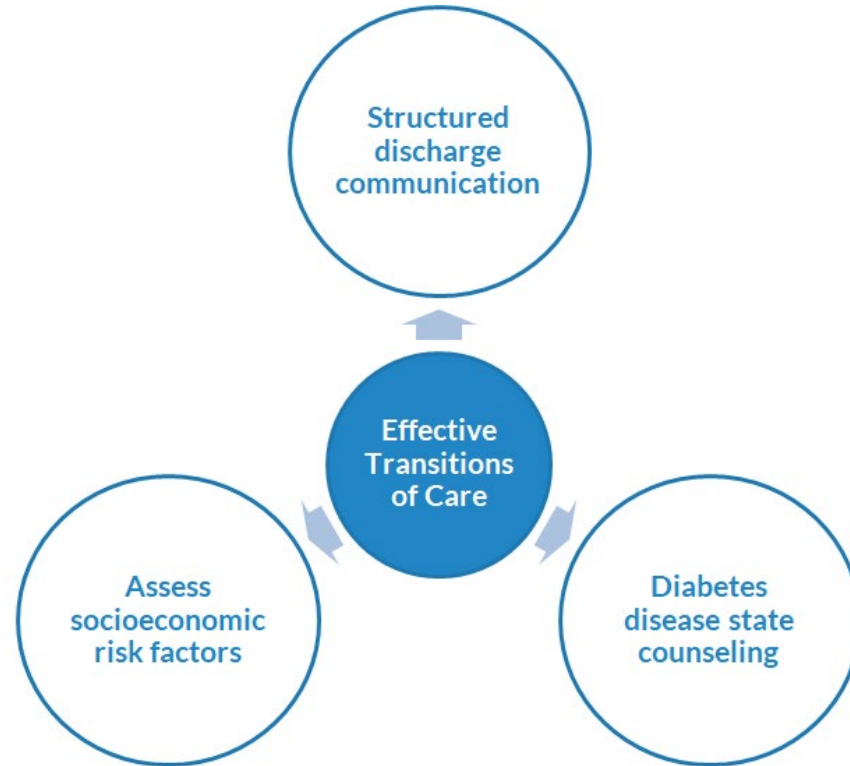 Structured
discharge
communication
Effective
Transitions
of Care
Assess
socioeconomic
risk factors
Diabetes
disease state
counseling